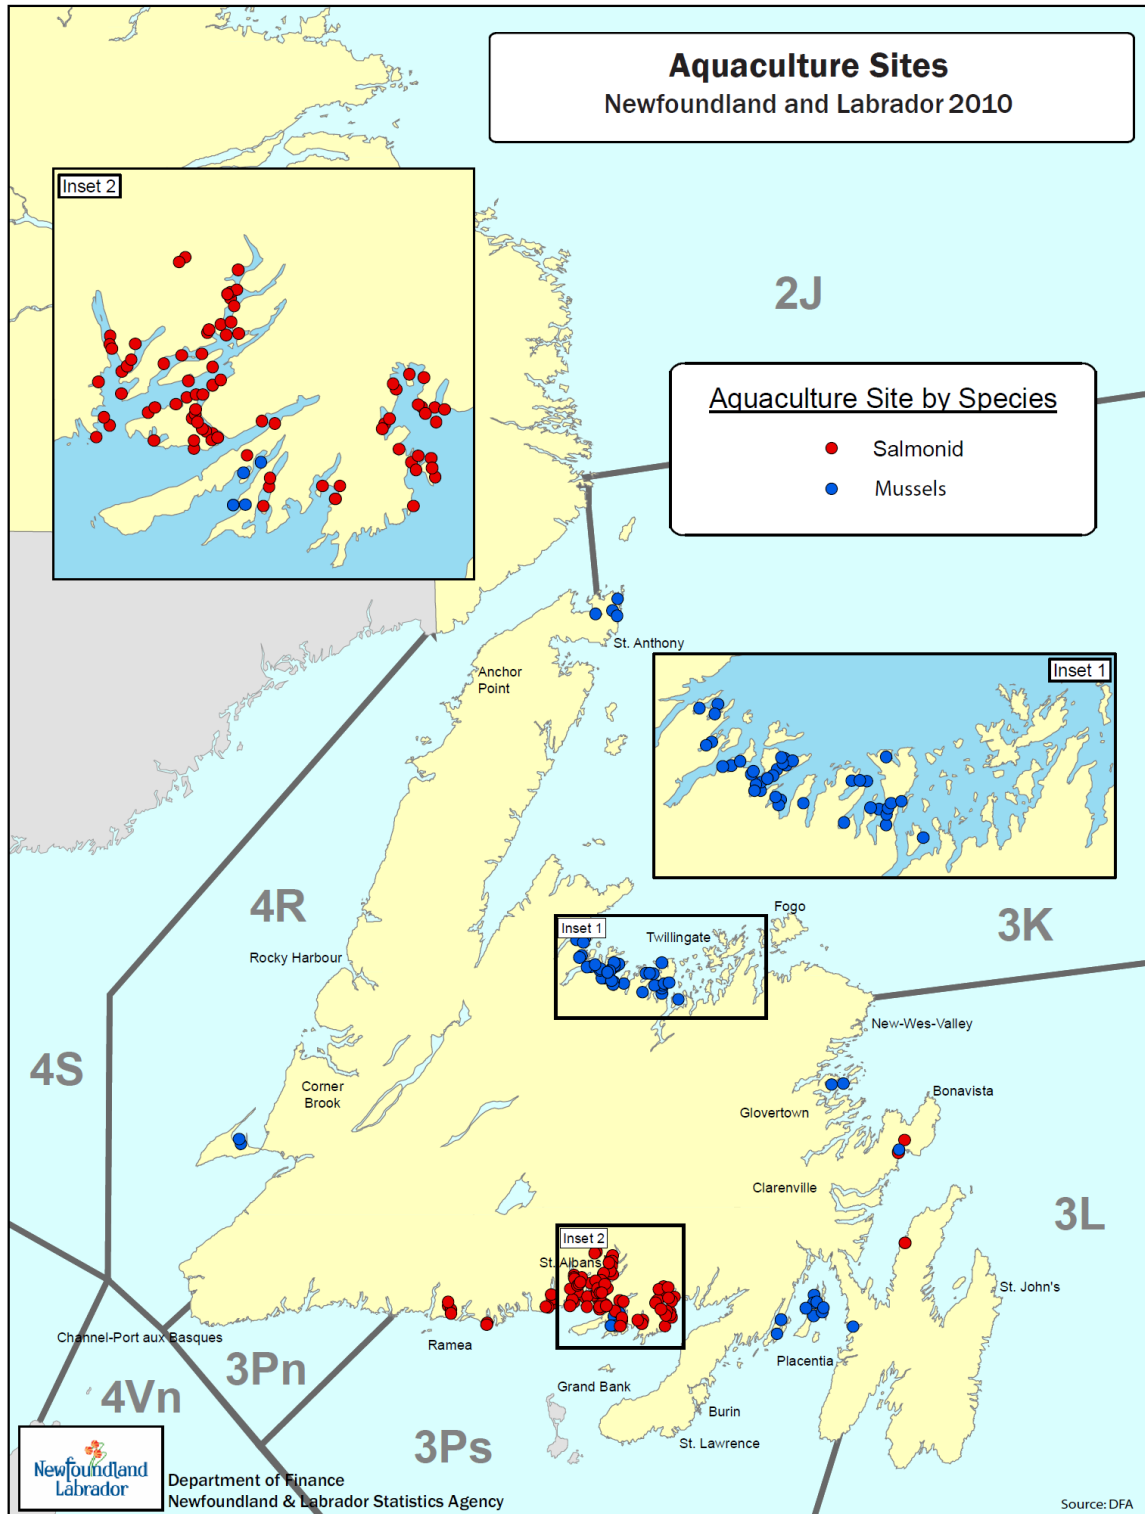 Aquaculture Sites
Newfoundland and Labrador 2010
Inset 2
2J
Aquaculture Site by Species
Salmonid
Mussels
St. Anthony
Inset 1
Anchor
Point
4R
Fogo
3K
Inset 1
Twillingate
Rocky Harbour
New-Wes-Valley
4S
Corner
Brook
Bonavista
Glovertown
Clarenville
3L
Inset 2
St. Albans
St. John's
Channel-Port aux Basques
Ramea
Placentia
3Pn
Grand Bank
4Vn
Burin
3Ps
St. Lawrence
Newfoundland
Labrador
Department of Finance
Newfoundland & Labrador Statistics Agency
Source: DFA